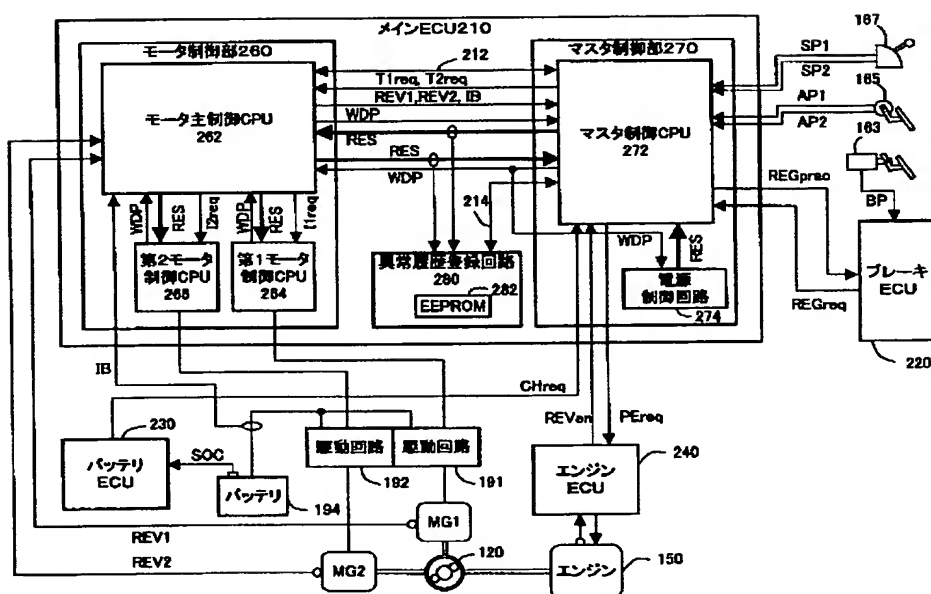 メインECU210
モータ制御部260
212
マスタ制御部270
167
SP1
SP2
T1req, T2req
REV1,REV2, IB
WDP
RES
RES
WDP
モータ主制御CPU
262
マスタ制御CPU
272
165
AP1
AP2
163
BP
REGprac
REGreq
ブレーキ
ECU
220
WDP
RES
I2req
WDP
RES
I1req
214
WDP
RES
第2モータ
制御CPU
266
第1モータ
制御CPU
264
異常履歴登録回路
280
282
EEPROM
電源
制御回路
274
IB
CHreq
REVen
PEreq
230
バッテリ
ECU
SOC
バッテリ
194
駆動回路
192
駆動回路
191
240
エンジン
ECU
REV1
REV2
MG1
MG2
120
エンジン
150